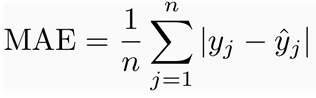 MAE = \frac{1}{n} \sum_{j=1}^{n} |y_j - \hat{y}_j|